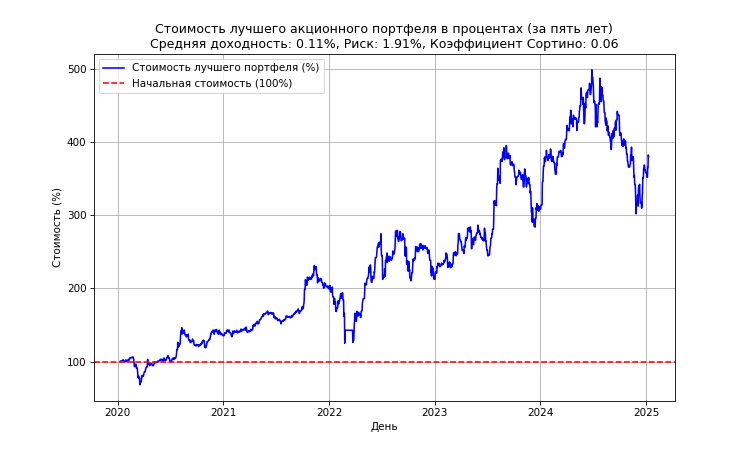 Стоимость лучшего акционного портфеля в процентах (за пять лет)
Средняя доходность: 0.11%, Риск: 1.91%, Коэффициент Сортино: 0.06
Стоимость лучшего портфеля (%)
Начальная стоимость (100%)
Стоимость (%)
500
400
300
200
100
2020
2021
2022
2023
2024
2025
День